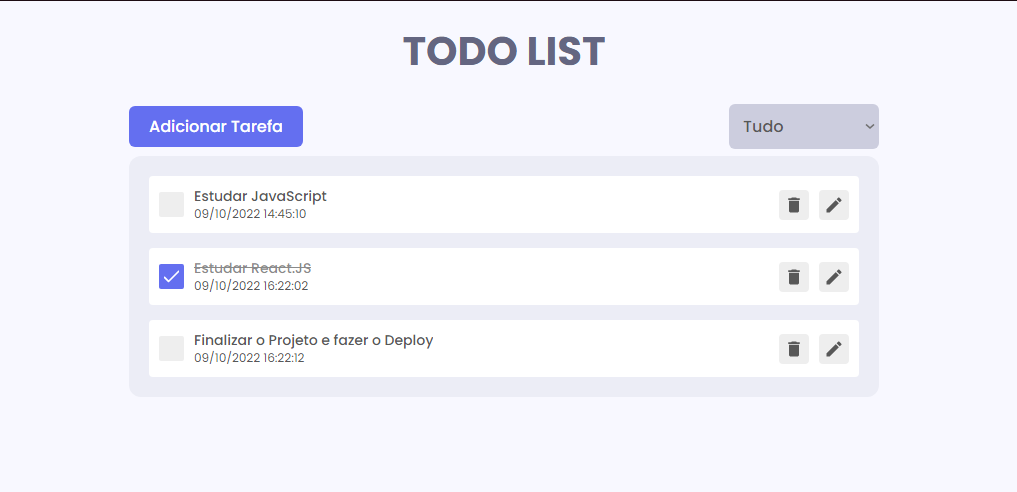 TODO LIST
Adicionar Tarefa
Tudo
Estudar JavaScript
09/10/2022 14:45:10
Estudar React.JS
09/10/2022 16:22:02
Finalizar o Projeto e fazer o Deploy
09/10/2022 16:22:12